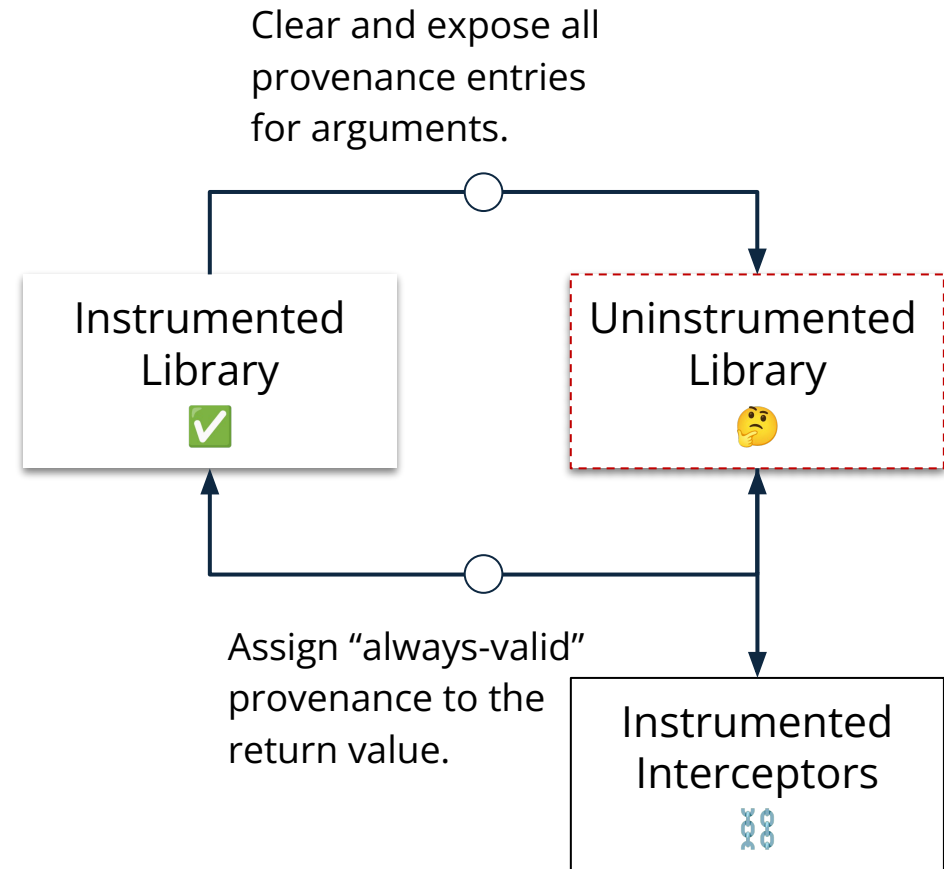 Clear and expose all
provenance entries
for arguments.
Instrumented
Library
✅
Uninstrumented
Library
🤔
Assign “always-valid”
provenance to the
return value.
Instrumented
Interceptors
⛓️